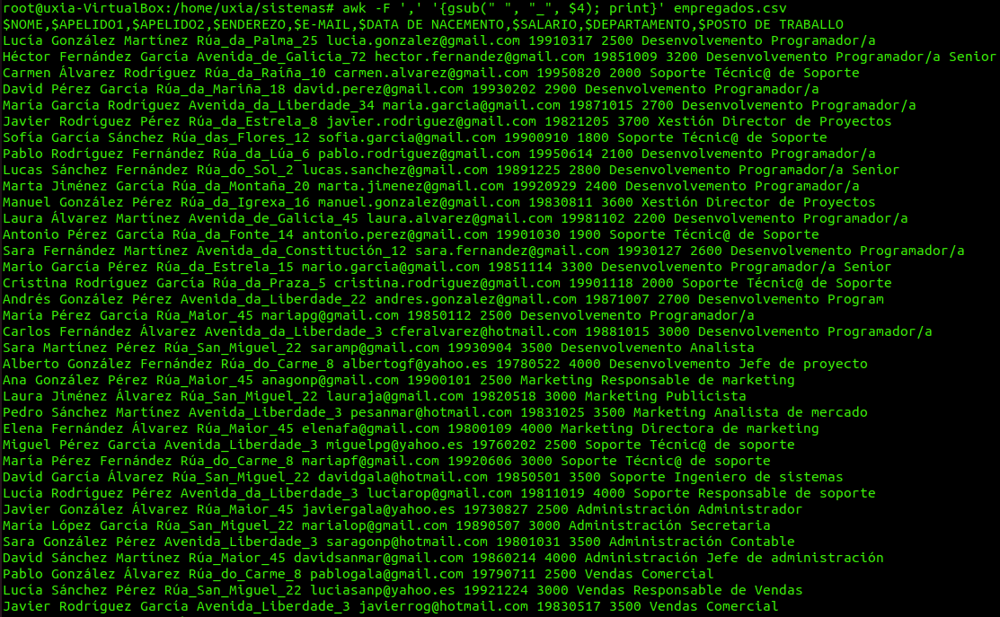 root@uxia-VirtualBox:/home/uxia/sistemas# awk -F ',' '{gsub(" ", "_", $4); print}' empregados.csv
$NOME,$APELIDO1,$APELIDO2,$ENDEREZO,$E-MAIL,$DATA DE NACEMENTO,$SALARIO,$DEPARTAMENTO,$POSTO DE TRABALLO
Lucía González Martínez Rúa_da_Palma_25 lucia.gonzalez@gmail.com 19910317 2500 Desenvolvemento Programador/a
Héctor Fernández García Avenida_de_Galicia_72 hector.fernandez@gmail.com 19851009 3200 Desenvolvemento Programador/a Senior
Carmen Álvarez Rodríguez Rúa_da_Raíña_10 carmen.alvarez@gmail.com 19950820 2000 Soporte Técnic@ de Soporte
David Pérez García Rúa_da_Mariña_18 david.perez@gmail.com 19930202 2900 Desenvolvemento Programador/a
María García Rodríguez Avenida_da_Liberdade_34 maria.garcia@gmail.com 19871015 2700 Desenvolvemento Programador/a
Javier Rodríguez Pérez Rúa_da_Estrela_8 javier.rodriguez@gmail.com 19821205 3700 Xestión Director de Proyectos
Sofía García Sánchez Rúa_das_Flores_12 sofia.garcia@gmail.com 19900910 1800 Soporte Técnic@ de Soporte
Pablo Rodríguez Fernández Rúa_da_Lúa_6 pablo.rodriguez@gmail.com 19950614 2100 Desenvolvemento Programador/a
Lucas Sánchez Fernández Rúa_do_Sol_2 lucas.sanchez@gmail.com 19891225 2800 Desenvolvemento Programador/a Senior
Marta Jiménez García Rúa_da_Montaña_20 marta.jimenez@gmail.com 19920929 2400 Desenvolvemento Programador/a
Manuel González Pérez Rúa_da_Igrexa_16 manuel.gonzalez@gmail.com 19830811 3600 Xestión Director de Proyectos
Laura Álvarez Martínez Avenida_de_Galicia_45 laura.alvarez@gmail.com 19981102 2200 Desenvolvemento Programador/a
Antonio Pérez García Rúa_da_Fonte_14 antonio.perez@gmail.com 19901030 1900 Soporte Técnic@ de Soporte
Sara Fernández Martínez Avenida_da_Constitución_12 sara.fernandez@gmail.com 19930127 2600 Desenvolvemento Programador/a
Mario García Pérez Rúa_da_Estrela_15 mario.garcia@gmail.com 19851114 3300 Desenvolvemento Programador/a Senior
Cristina Rodríguez García Rúa_da_Praza_5 cristina.rodriguez@gmail.com 19901118 2000 Soporte Técnic@ de Soporte
Andrés González Pérez Avenida_da_Liberdade_22 andres.gonzalez@gmail.com 19871007 2700 Desenvolvemento Program
María Pérez García Rúa_Maior_45 mariapg@gmail.com 19850112 2500 Desenvolvemento Programador/a
Carlos Fernández Álvarez Avenida_da_Liberdade_3 cferalvarez@hotmail.com 19881015 3000 Desenvolvemento Programador/a
Sara Martínez Pérez Rúa_San_Miguel_22 saramp@gmail.com 19930904 3500 Desenvolvemento Analista
Alberto González Fernández Rúa_do_Carme_8 albertogf@yahoo.es 19780522 4000 Desenvolvemento Jefe de proyecto
Ana González Pérez Rúa_Maior_45 anagonp@gmail.com 19900101 2500 Marketing Responsable de marketing
Laura Jiménez Álvarez Rúa_San_Miguel_22 lauraja@gmail.com 19820518 3000 Marketing Publicista
Pedro Sánchez Martínez Avenida_Liberdade_3 pesanmar@hotmail.com 19831025 3500 Marketing Analista de mercado
Elena Fernández Álvarez Rúa_Maior_45 elenafa@gmail.com 19800109 4000 Marketing Directora de marketing
Miguel Pérez García Avenida_Liberdade_3 miguelpg@yahoo.es 19760202 2500 Soporte Técnic@ de soporte
María Pérez Fernández Rúa_do_Carme_8 mariapf@gmail.com 19920606 3000 Soporte Técnic@ de soporte
David García Álvarez Rúa_San_Miguel_22 davidgala@hotmail.com 19850501 3500 Soporte Ingeniero de sistemas
Lucía Rodríguez Pérez Avenida_da_Liberdade_3 luciarop@gmail.com 19811019 4000 Soporte Responsable de soporte
Javier González Álvarez Rúa_Maior_45 javiergala@yahoo.es 19730827 2500 Administración Administrador
María López García Rúa_San_Miguel_22 marialop@gmail.com 19890507 3000 Administración Secretaria
Sara González Pérez Avenida_Liberdade_3 saragonp@hotmail.com 19801031 3500 Administración Contable
David Sánchez Martínez Rúa_Maior_45 davidsanmar@gmail.com 19860214 4000 Administración Jefe de administración
Pablo González Álvarez Rúa_do_Carme_8 pablogala@gmail.com 19790711 2500 Vendas Comercial
Lucía Sánchez Pérez Rúa_San_Miguel_22 luciasanp@yahoo.es 19921224 3000 Vendas Responsable de Vendas
Javier Rodríguez García Avenida_Liberdade_3 javierrog@hotmail.com 19830517 3500 Vendas Comercial